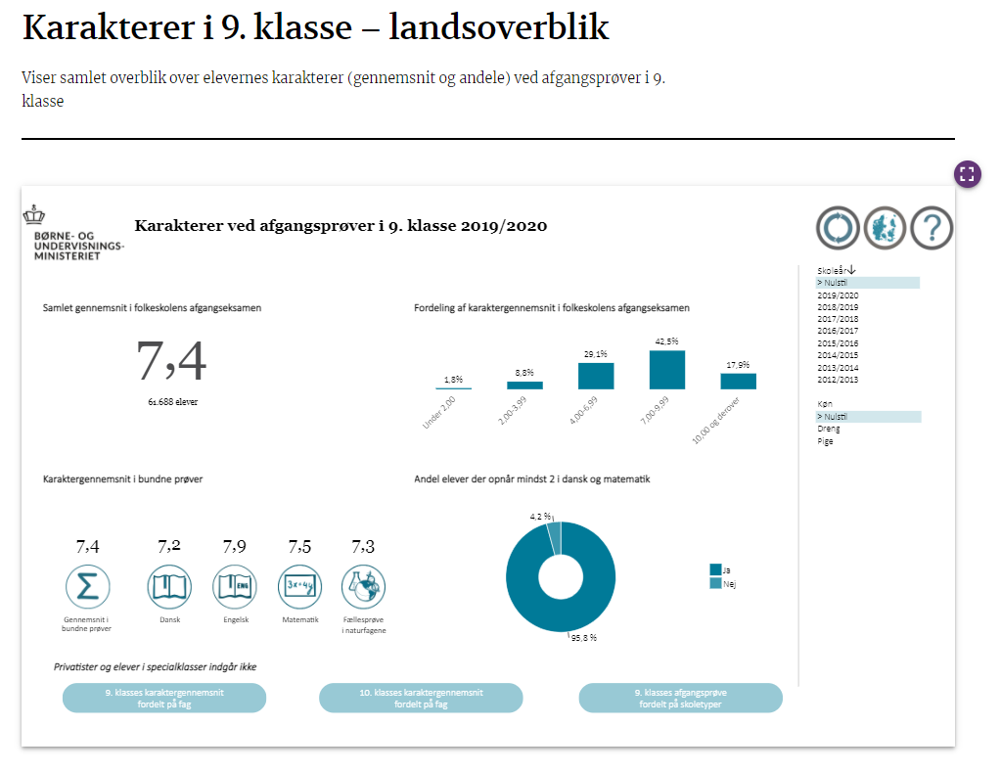 Karakterer i 9. klasse – landsoverblik
Viser samlet overblik over elevernes karakterer (gennemsnit og andele) ved afgangsprøver i 9.
klasse
BØRNE- OG
UNDERVISNINGS-
MINISTERIET
Karakterer ved afgangsprøver i 9. klasse 2019/2020
?
Samlet gennemsnit i folkeskolens afgangseksamen
7,4
61.688 elever
Fordeling af karaktergennemsnit i folkeskolens afgangseksamen
1,8%
8,8%
29,1%
42,5%
17,9%
Under 2,00
2,00-3,99
4,00-6,99
7,00-9,99
10,00 og derover
Skoleår
> Nulstil
2019/2020
2018/2019
2017/2018
2016/2017
2015/2016
2014/2015
2013/2014
2012/2013
Køn
> Nulstil
Dreng
Pige
Karaktergennemsnit i bundne prøver
7,4
7,2
7,9
7,5
7,3
Σ
ENG
3x+4y
Gennemsnit i
bundne prøver
Dansk
Engelsk
Matematik
Fællesprøve
i naturfagene
Andel elever der opnår mindst 2 i dansk og matematik
4,2 %
95,8 %
Ja
Nej
Privatister og elever i specialklasser indgår ikke
9. klasses karaktergennemsnit
fordelt på fag
10. klasses karaktergennemsnit
fordelt på fag
9. klasses afgangsprøve
fordelt på skoletyper